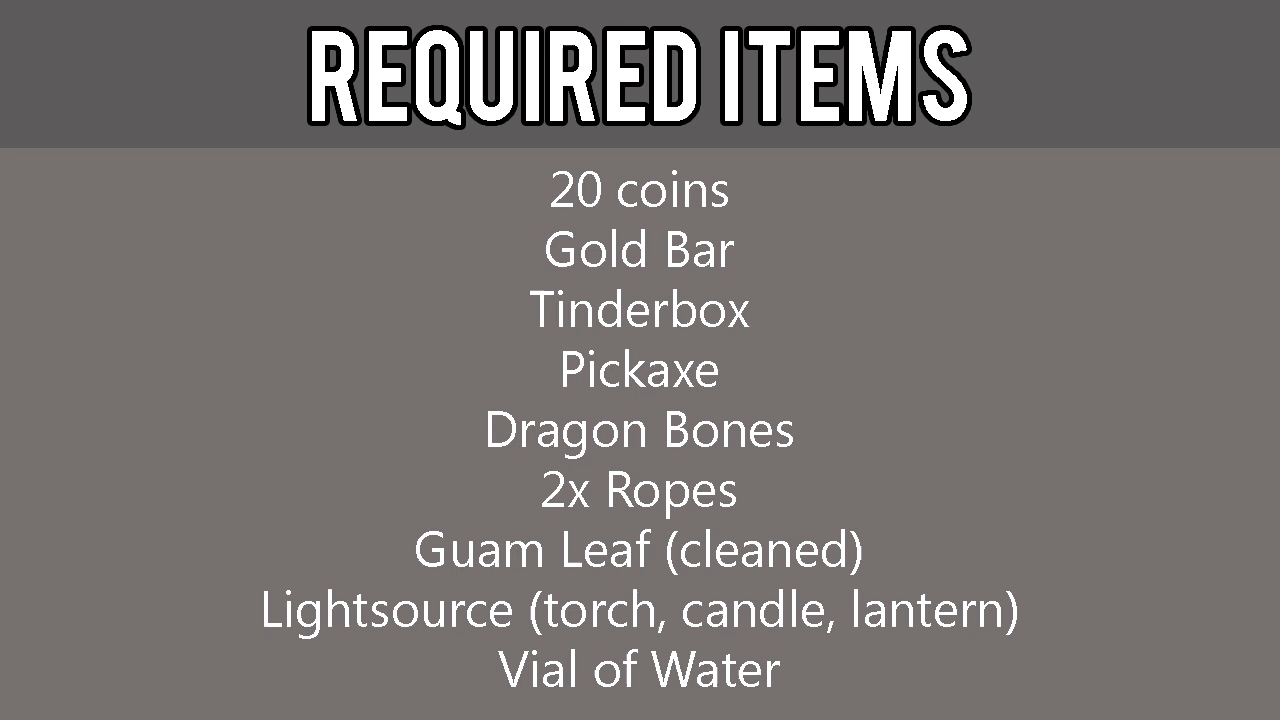 REQUIRED ITEMS
20 coins
Gold Bar
Tinderbox
Pickaxe
Dragon Bones
2x Ropes
Guam Leaf (cleaned)
Lightsource (torch, candle, lantern)
Vial of Water